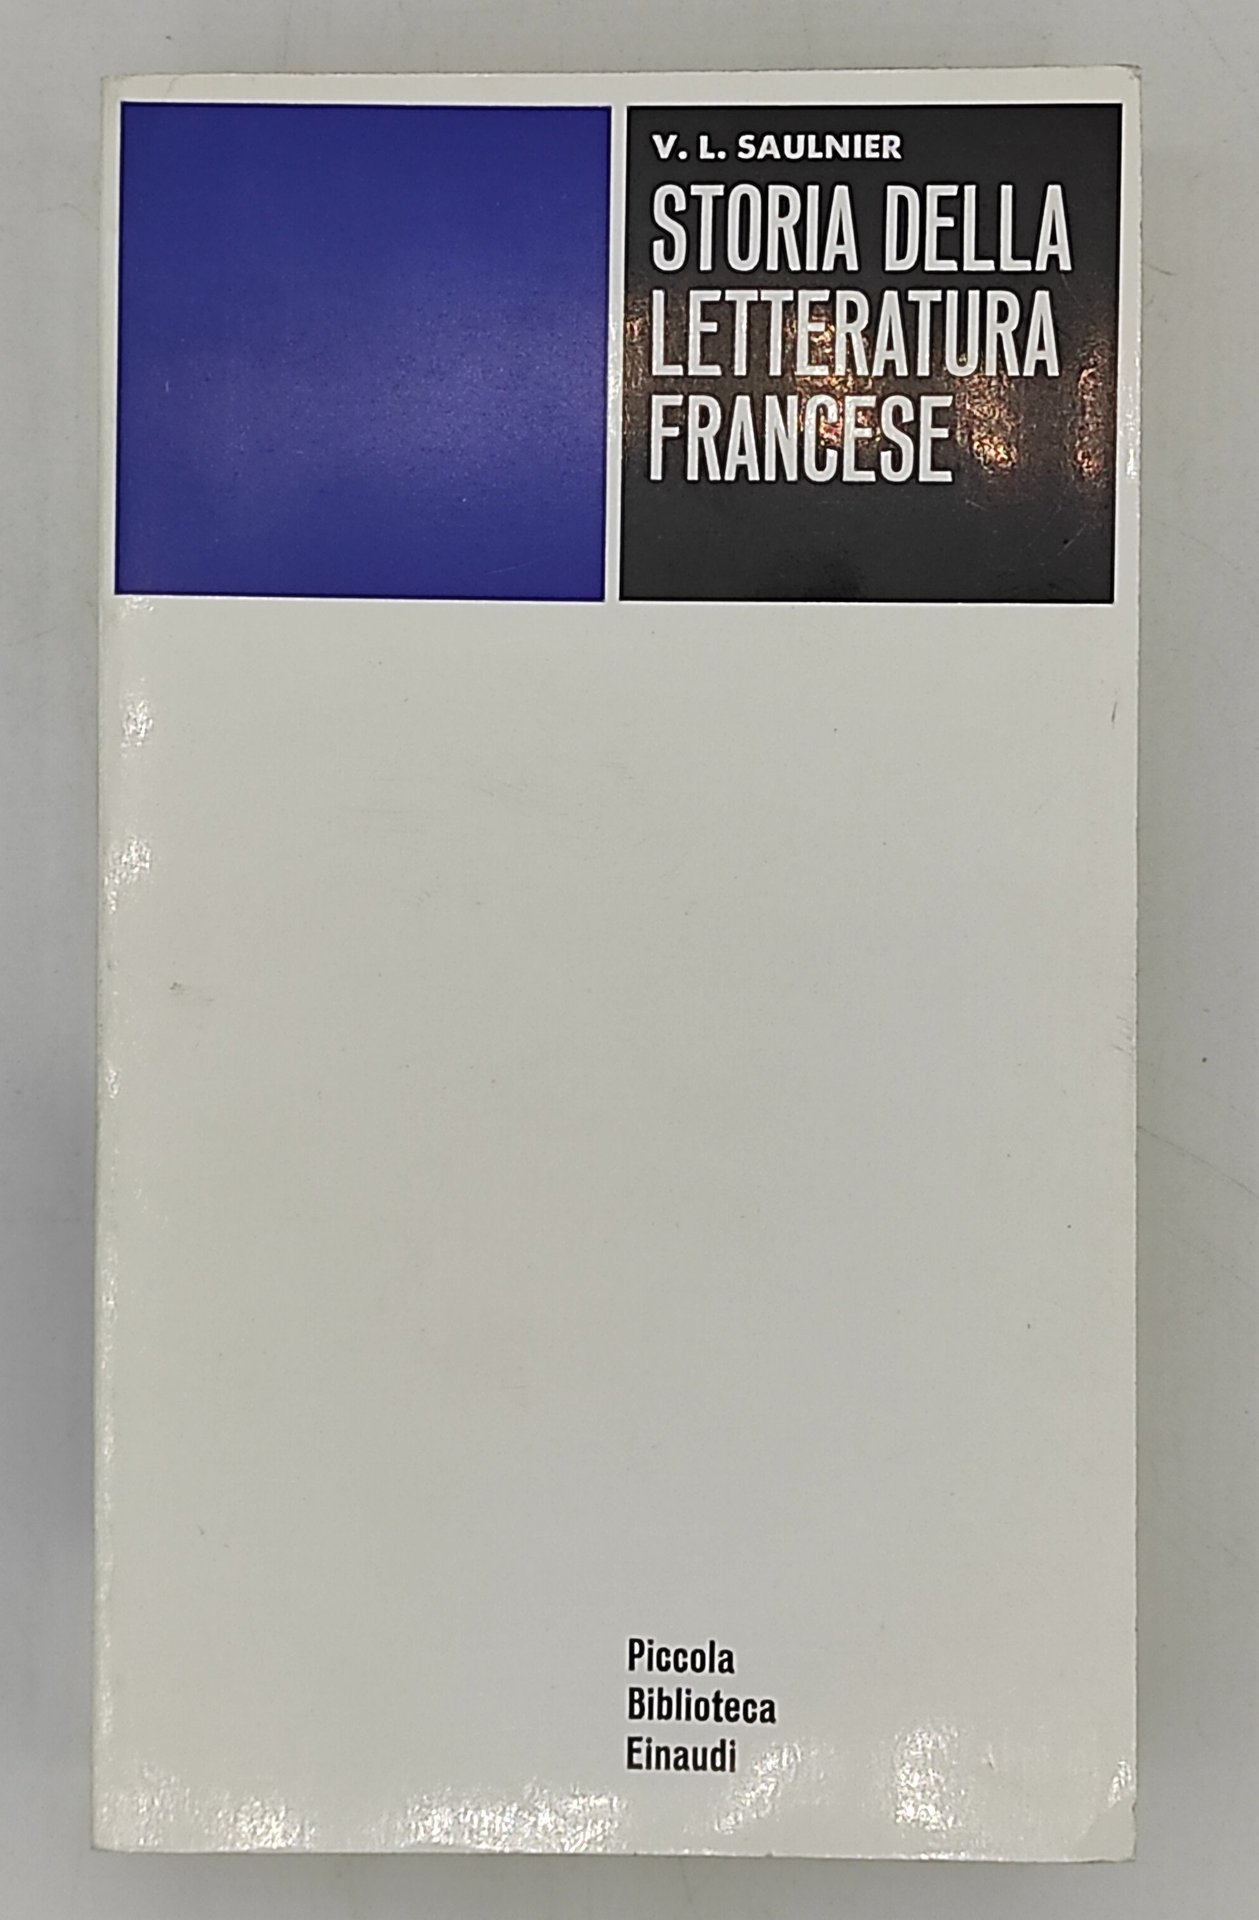 V. L. SAULNIER
STORIA DELLA
LETTERATURA
FRANCESE
Piccola
Biblioteca
Einaudi